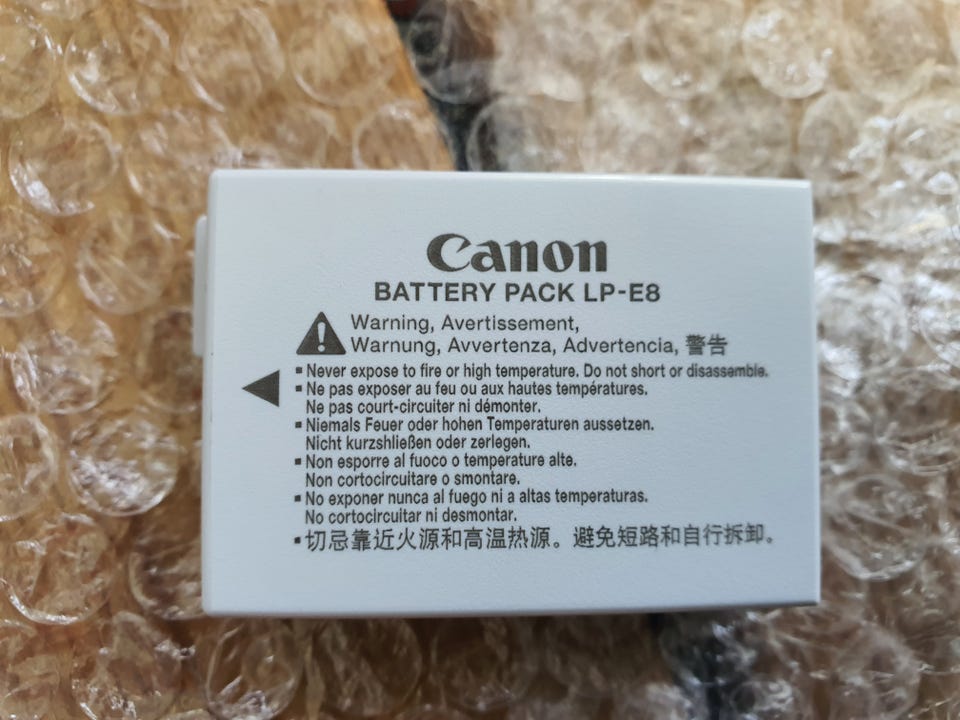 Canon
BATTERY PACK LP-E8
Warning, Avertissement,
Warnung, Avvertenza, Advertencia, 警告
▪ Never expose to fire or high temperature. Do not short or disassemble.
▪ Ne pas exposer au feu ou aux hautes températures.
Ne pas court-circuiter ni démonter.
▪ Niemals Feuer oder hohen Temperaturen aussetzen.
Nicht kurzshließen oder zerlegen.
▪ Non esporre al fuoco o temperature alte.
Non cortocircuitare o smontare.
▪ No exponer nunca al fuego ni a altas temperaturas.
No cortocircuitar ni desmontar.
▪ 切忌靠近火源和高温热源。避免短路和自行拆卸。